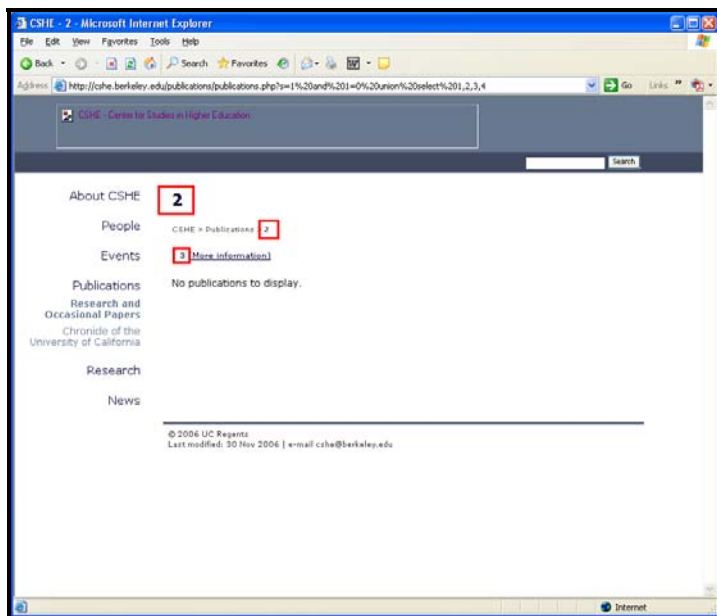 CSHE - 2 - Microsoft Internet Explorer
File Edit View Favorites Tools Help
Back Search Favorites
Address http://cshe.berkeley.edu/publications/publications.php?s=1%20and%201=0%20union%20select%201,2,3,4 Go Links »
CSHE - Center for Studies in Higher Education
Search
About CSHE
2
People
CSHE > Publications > 2
Events
3 (More information)
Publications
No publications to display.
Research and
Occasional Papers
Chronicle of the
University of California
Research
News
© 2006 UC Regents
Last modified: 30 Nov 2006 | e-mail cshe@berkeley.edu
Internet